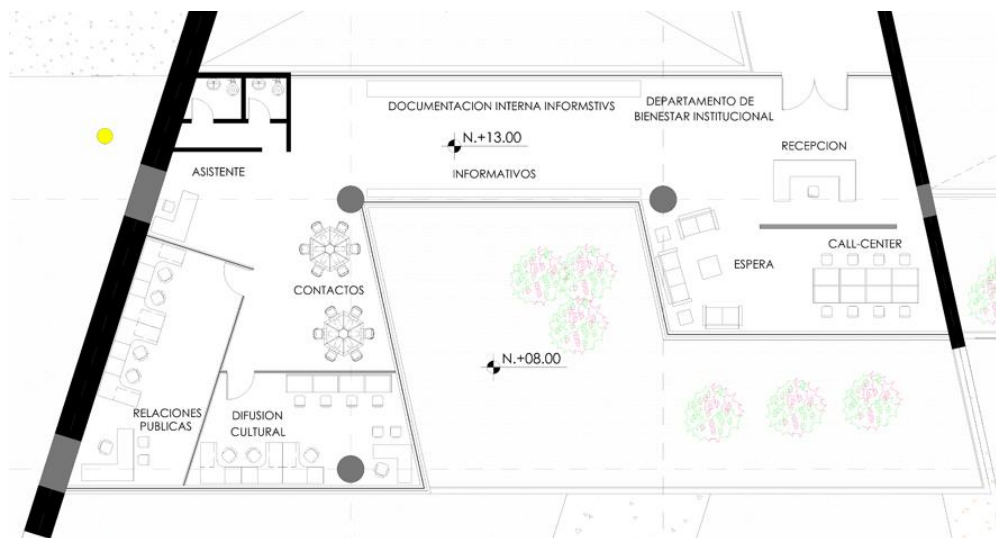 DOCUMENTACION INTERNA INFORMSTIVS
DEPARTAMENTO DE
BIENESTAR INSTITUCIONAL
N.+13.00
RECEPCION
ASISTENTE
INFORMATIVOS
CALL-CENTER
ESPERA
CONTACTOS
N.+08.00
RELACIONES
PUBLICAS
DIFUSION
CULTURAL